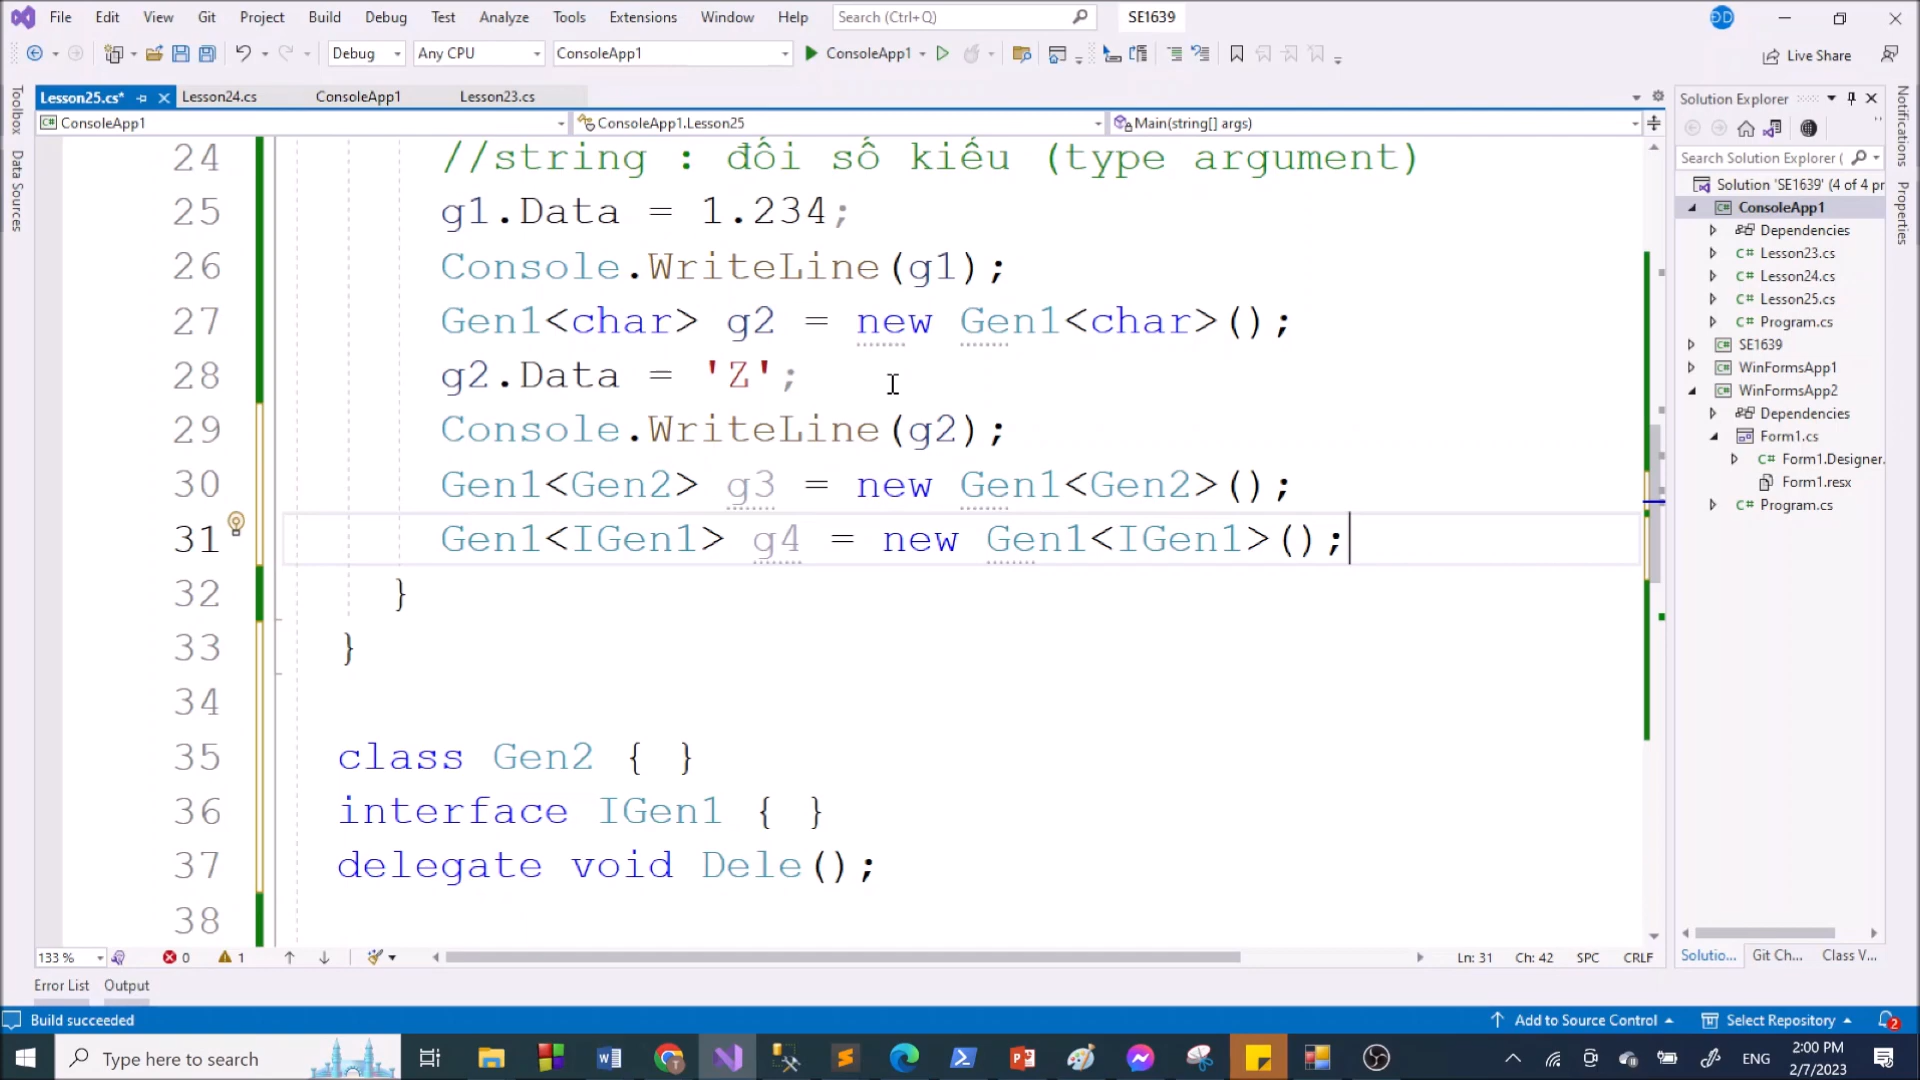 File Edit View Git Project Build Debug Test Analyze Tools Extensions Window Help Search (Ctrl+Q) SE1639
ĐD
Debug Any CPU ConsoleApp1 ConsoleApp1 Live Share
Lesson25.cs* Lesson24.cs ConsoleApp1 Lesson23.cs
ConsoleApp1 ConsoleApp1.Lesson25 Main(string[] args)
Toolbox
Data Sources
24 //string : đối số kiểu (type argument)
25 g1.Data = 1.234;
26 Console.WriteLine(g1);
27 Gen1<char> g2 = new Gen1<char>();
28 g2.Data = 'Z';
29 Console.WriteLine(g2);
30 Gen1<Gen2> g3 = new Gen1<Gen2>();
31 Gen1<IGen1> g4 = new Gen1<IGen1>();
32 }
33 }
34
35 class Gen2 { }
36 interface IGen1 { }
37 delegate void Dele();
38
Solution Explorer
Search Solution Explorer (
Solution 'SE1639' (4 of 4 pr
C# ConsoleApp1
Dependencies
C# Lesson23.cs
C# Lesson24.cs
C# Lesson25.cs
C# Program.cs
C# SE1639
C# WinFormsApp1
C# WinFormsApp2
Dependencies
Form1.cs
C# Form1.Designer.
Form1.resx
C# Program.cs
Soluti o... Git Ch... Class V...
Notifications
Properties
133 % 0 1 Ln: 31 Ch: 42 SPC CRLF
Error List Output
Build succeeded Add to Source Control Select Repository 2
Type here to search ENG 2:00 PM
2/7/2023